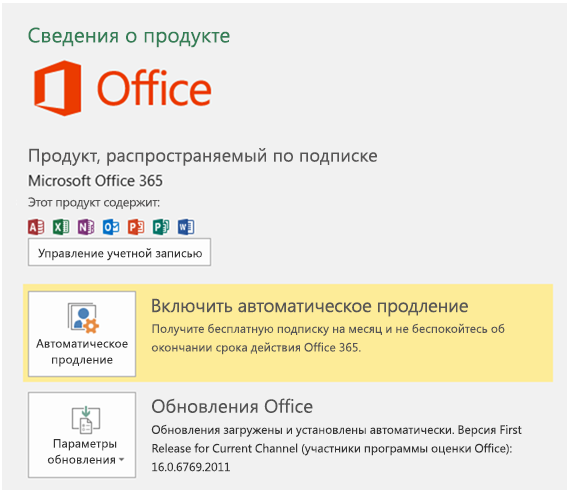 Сведения о продукте
Office
Продукт, распространяемый по подписке
Microsoft Office 365
Этот продукт содержит:
Управление учетной записью
Автоматическое
продление
Включить автоматическое продление
Получите бесплатную подписку на месяц и не беспокойтесь об
окончании срока действия Office 365.
Параметры
обновления
Обновления Office
Обновления загружены и установлены автоматически. Версия First
Release for Current Channel (участники программы оценки Office):
16.0.6769.2011